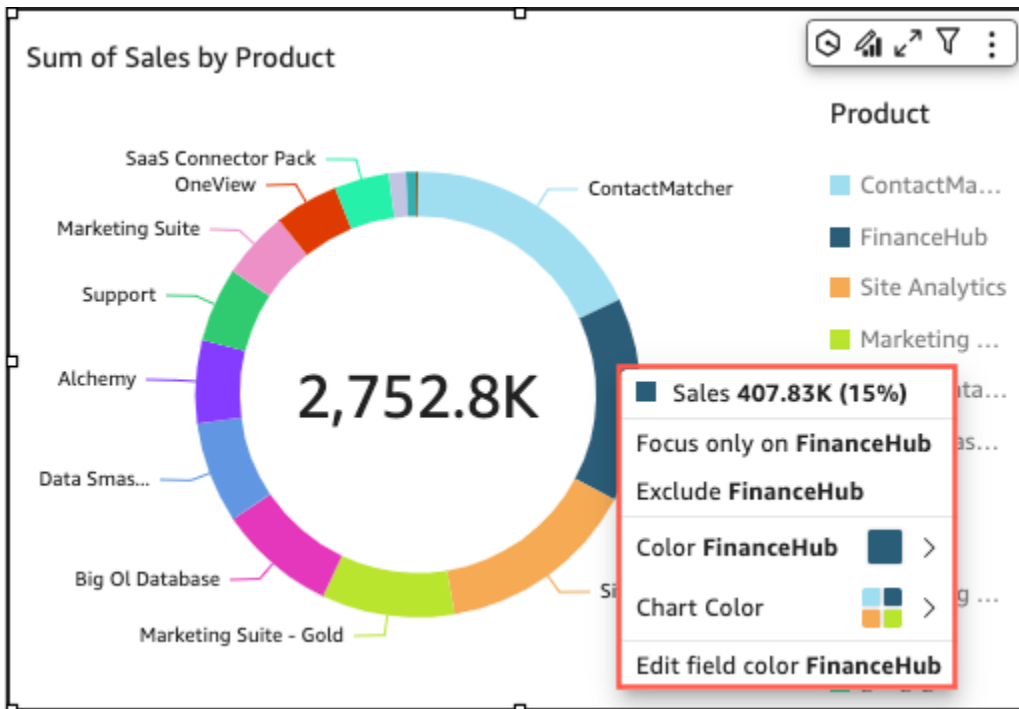 Sum of Sales by Product
Product
SaaS Connector Pack
OneView
ContactMatcher
ContactMa...
Marketing Suite
FinanceHub
Support
Site Analytics
Marketing ...
Alchemy
2,752.8K
Sales 407.83K (15%)
Focus only on FinanceHub
Data Smas...
Exclude FinanceHub
Color FinanceHub
Big Ol Database
Chart Color
Marketing Suite - Gold
Edit field color FinanceHub